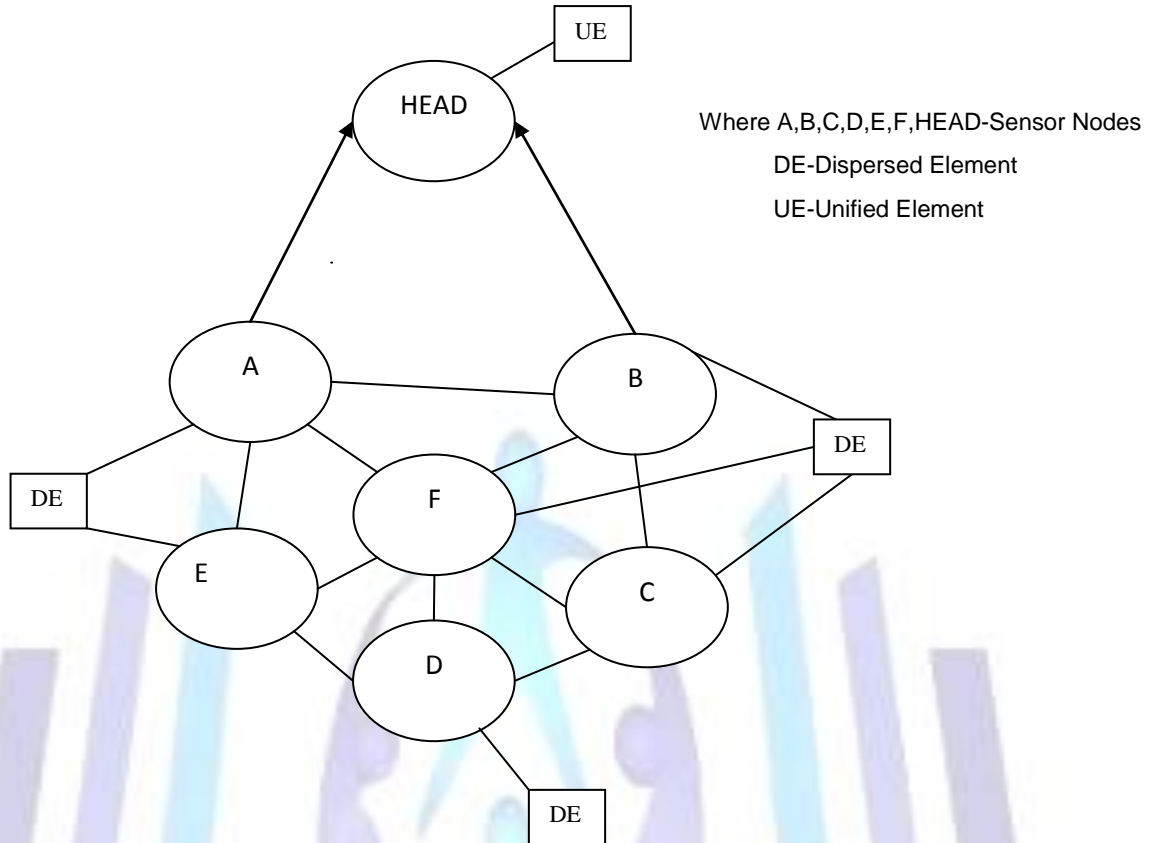 UE
HEAD
Where A,B,C,D,E,F,HEAD-Sensor Nodes
DE-Dispersed Element
UE-Unified Element
A
B
DE
DE
F
E
C
D
DE